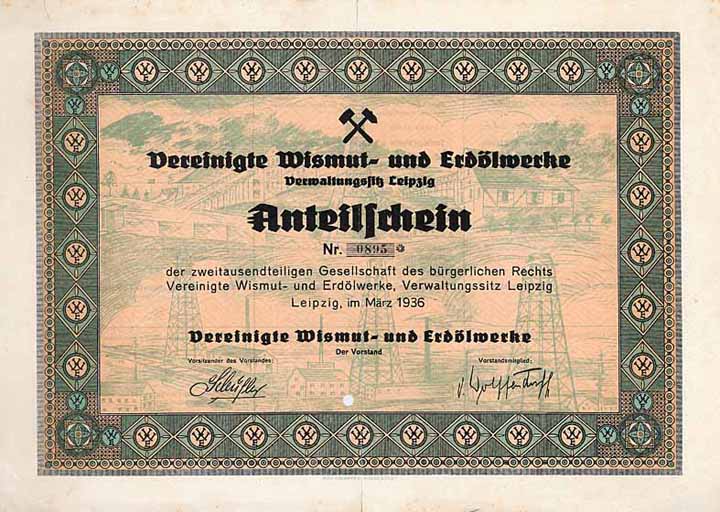 Vereinigte Wismut- und Erdölwerke
Verwaltungssitz Leipzig
Anteilschein
Nr. 0895
der zweitausendteiligen Gesellschaft des bürgerlichen Rechts
Vereinigte Wismut- und Erdölwerke, Verwaltungssitz Leipzig
Leipzig, im März 1936
Vereinigte Wismut- und Erdölwerke
Der Vorstand
Vorsitzender des Vorstandes:
Vorstandsmitglied: